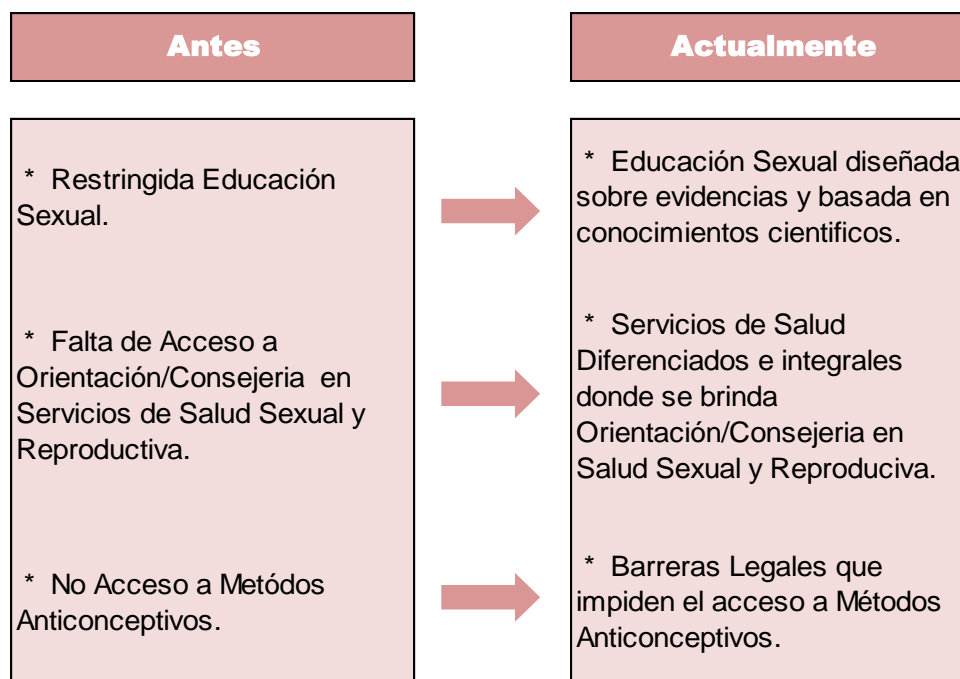 Antes
Actualmente
* Restringida Educación
Sexual.
* Educación Sexual diseñada
sobre evidencias y basada en
conocimientos cientificos.
* Falta de Acceso a
Orientación/Consejeria en
Servicios de Salud Sexual y
Reproductiva.
* Servicios de Salud
Diferenciados e integrales
donde se brinda
Orientación/Consejeria en
Salud Sexual y Reproduciva.
* No Acceso a Metódos
Anticonceptivos.
* Barreras Legales que
impiden el acceso a Métodos
Anticonceptivos.